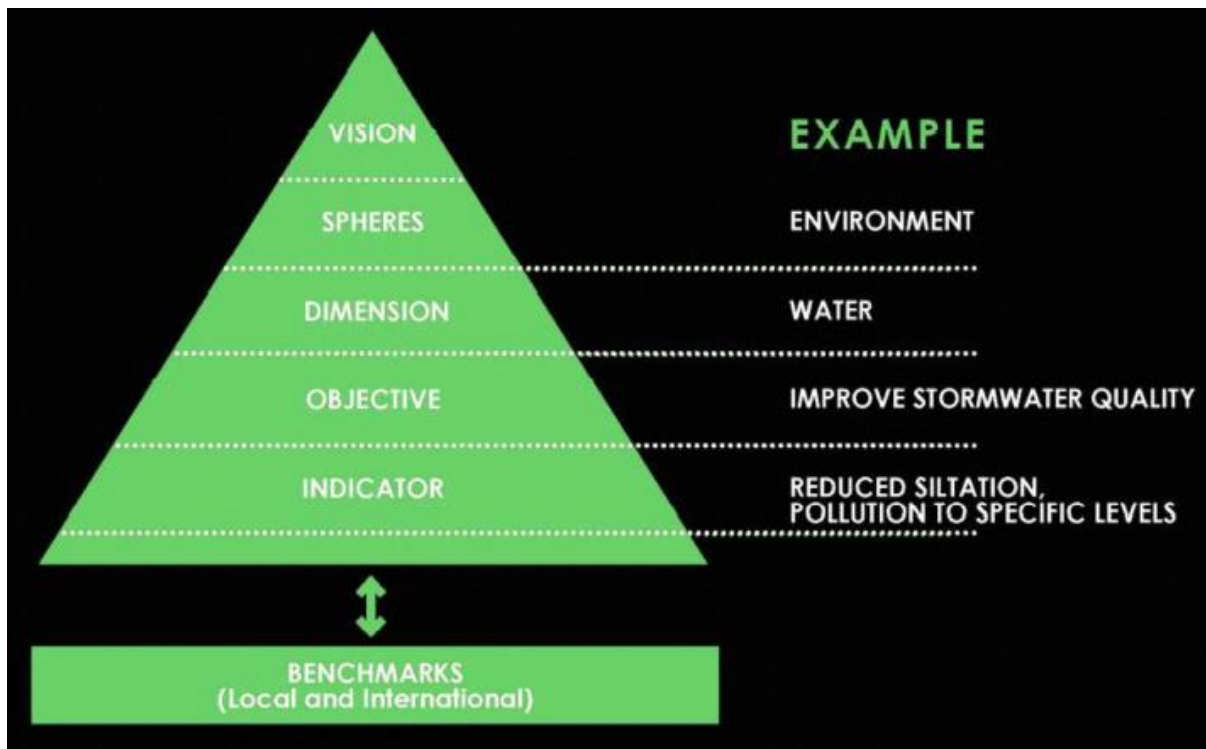 VISION
EXAMPLE
SPHERES
ENVIRONMENT
DIMENSION
WATER
OBJECTIVE
IMPROVE STORMWATER QUALITY
INDICATOR
REDUCED SILTATION,
POLLUTION TO SPECIFIC LEVELS
BENCHMARKS
(Local and International)